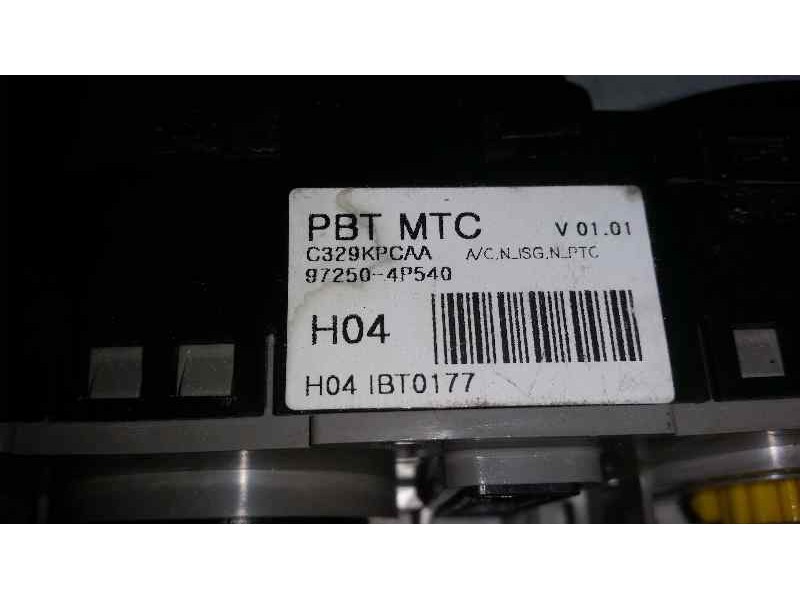 PBT MTC V 01.01
C329KPCAA A/C,N_ISG,N_PTC
97250-4P540
H04
H04 IBT0177